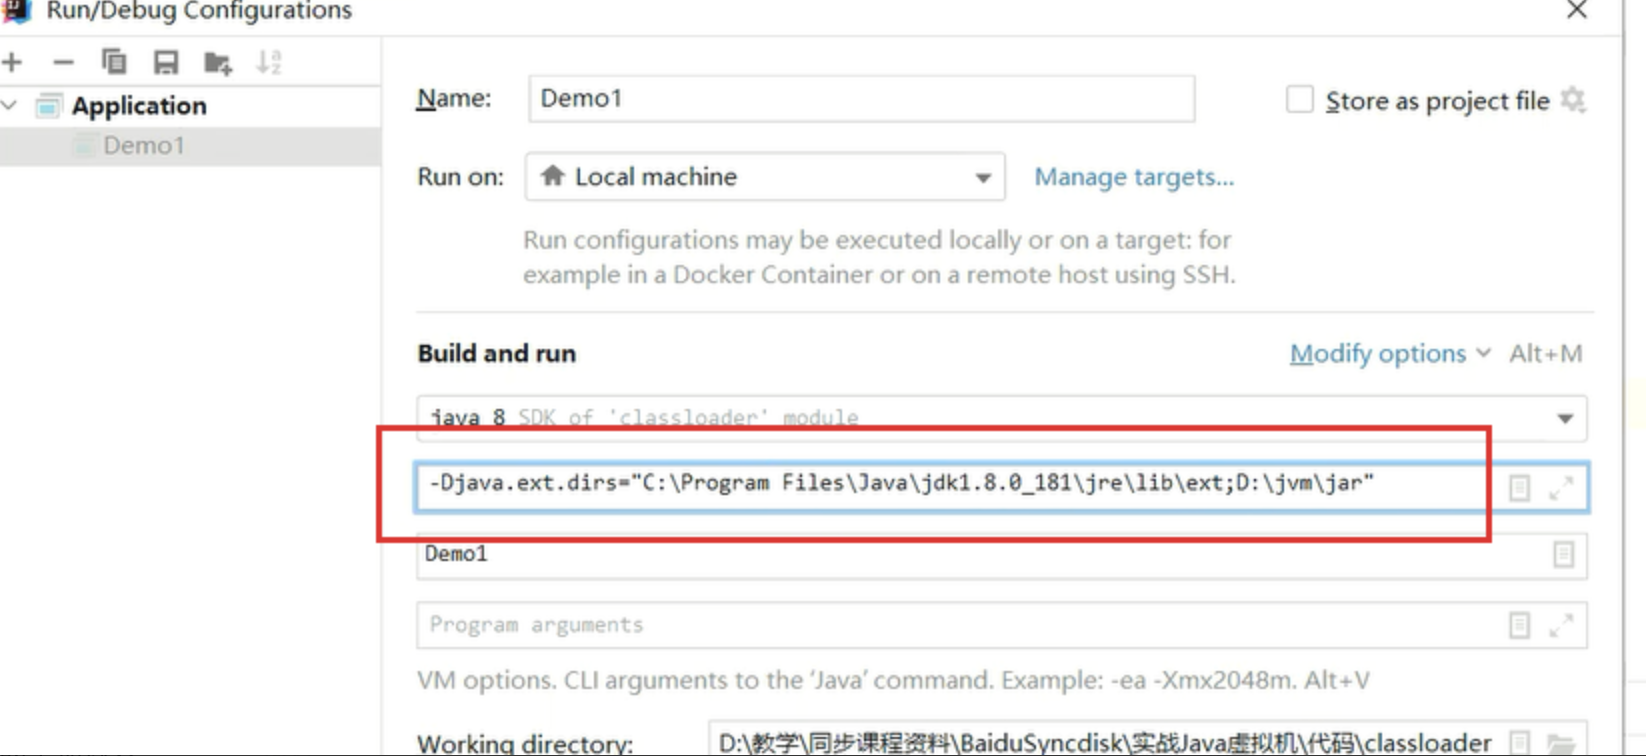 Run/Debug Configurations
Application
Demo1
Name: Demo1
Store as project file
Run on: Local machine
Manage targets...
Run configurations may be executed locally or on a target: for
example in a Docker Container or on a remote host using SSH.
Build and run
Modify options Alt+M
java 8 SDK of 'classloader' module
-Djava.ext.dirs="C:\Program Files\Java\jdk1.8.0_181\jre\lib\ext;D:\jvm\jar"
Demo1
Program arguments
VM options. CLI arguments to the 'Java' command. Example: -ea -Xmx2048m. Alt+V
Working directory: D:\教学\同步课程资料\BaiduSyncdisk\实战Java虚拟机\代码\classloader